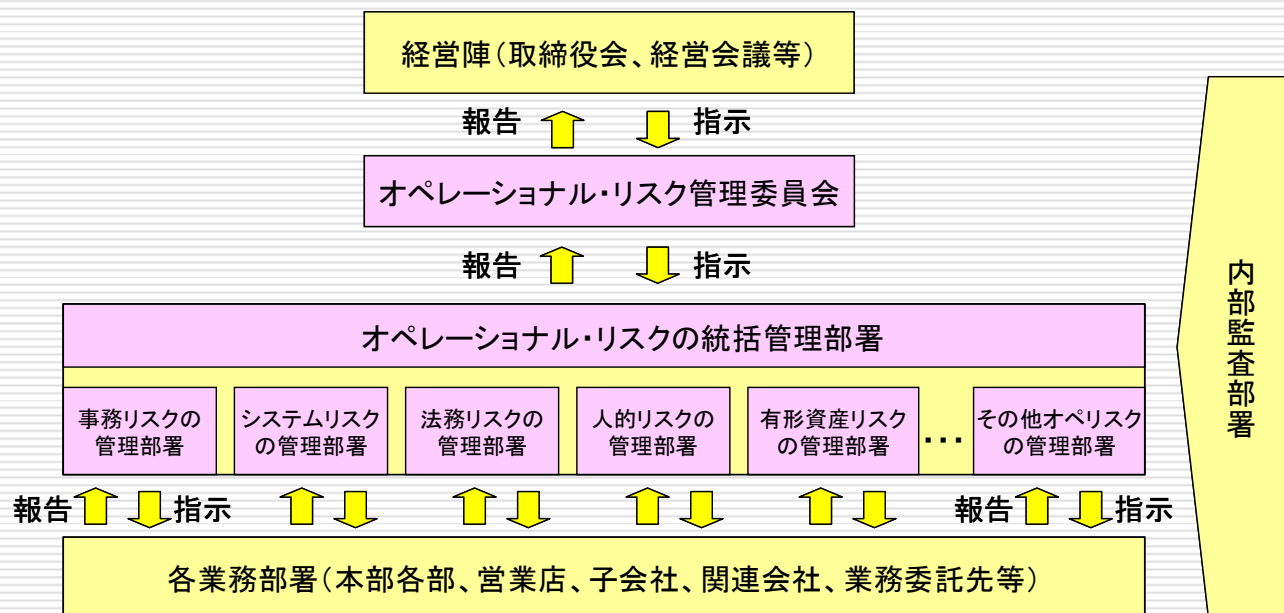 経営陣（取締役会、経営会議等）
報告 指示
オペレーショナル・リスク管理委員会
報告 指示
オペレーショナル・リスクの統括管理部署
事務リスクの
管理部署
システムリスク
の管理部署
法務リスクの
管理部署
人的リスクの
管理部署
有形資産リスク
の管理部署
・・・
その他オペリスク
の管理部署
報告 指示
報告 指示
各業務部署（本部各部、営業店、子会社、関連会社、業務委託先等）
内部監査部署